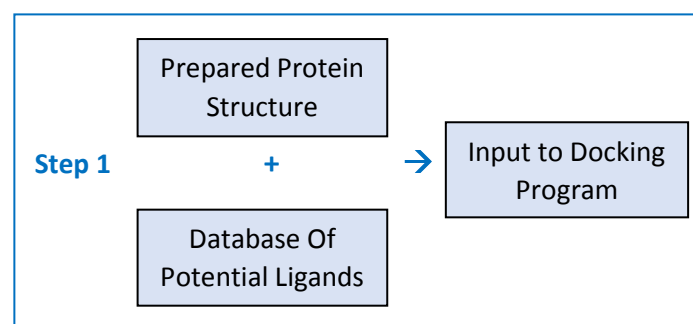 Prepared Protein
Structure
Step 1
+
→
Input to Docking
Program
Database Of
Potential Ligands